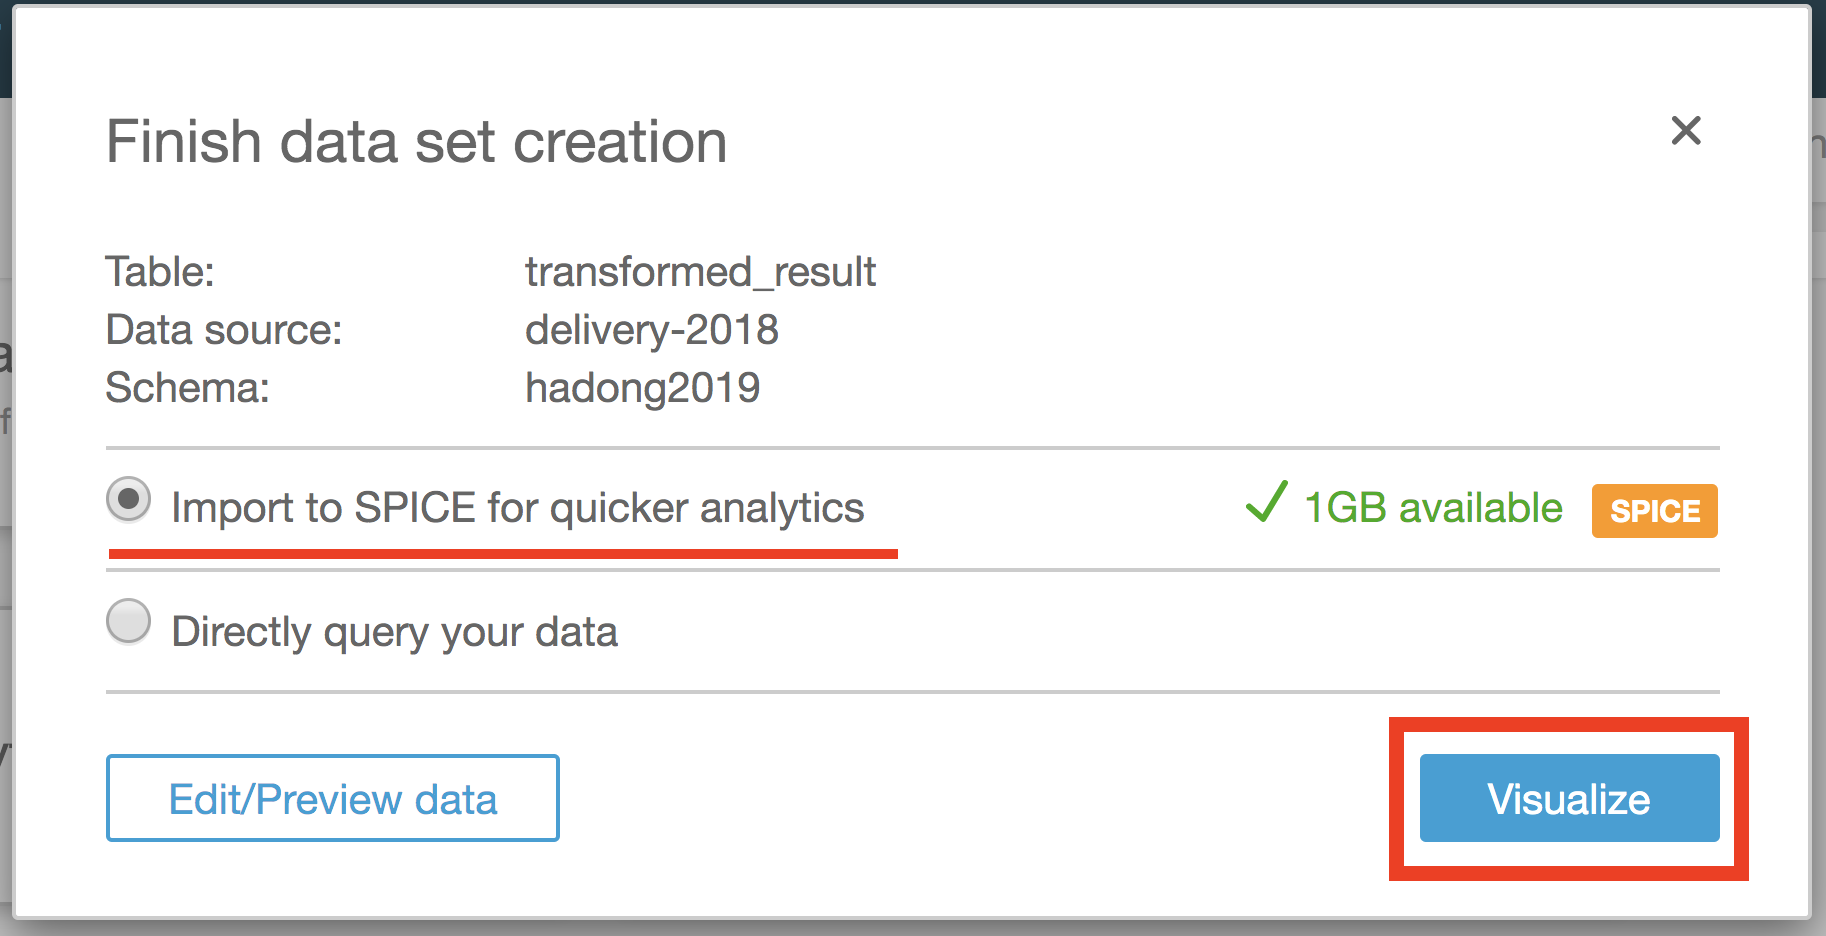 Finish data set creation
Table: transformed_result
Data source: delivery-2018
Schema: hadong2019
Import to SPICE for quicker analytics 1GB available SPICE
Directly query your data
Edit/Preview data Visualize